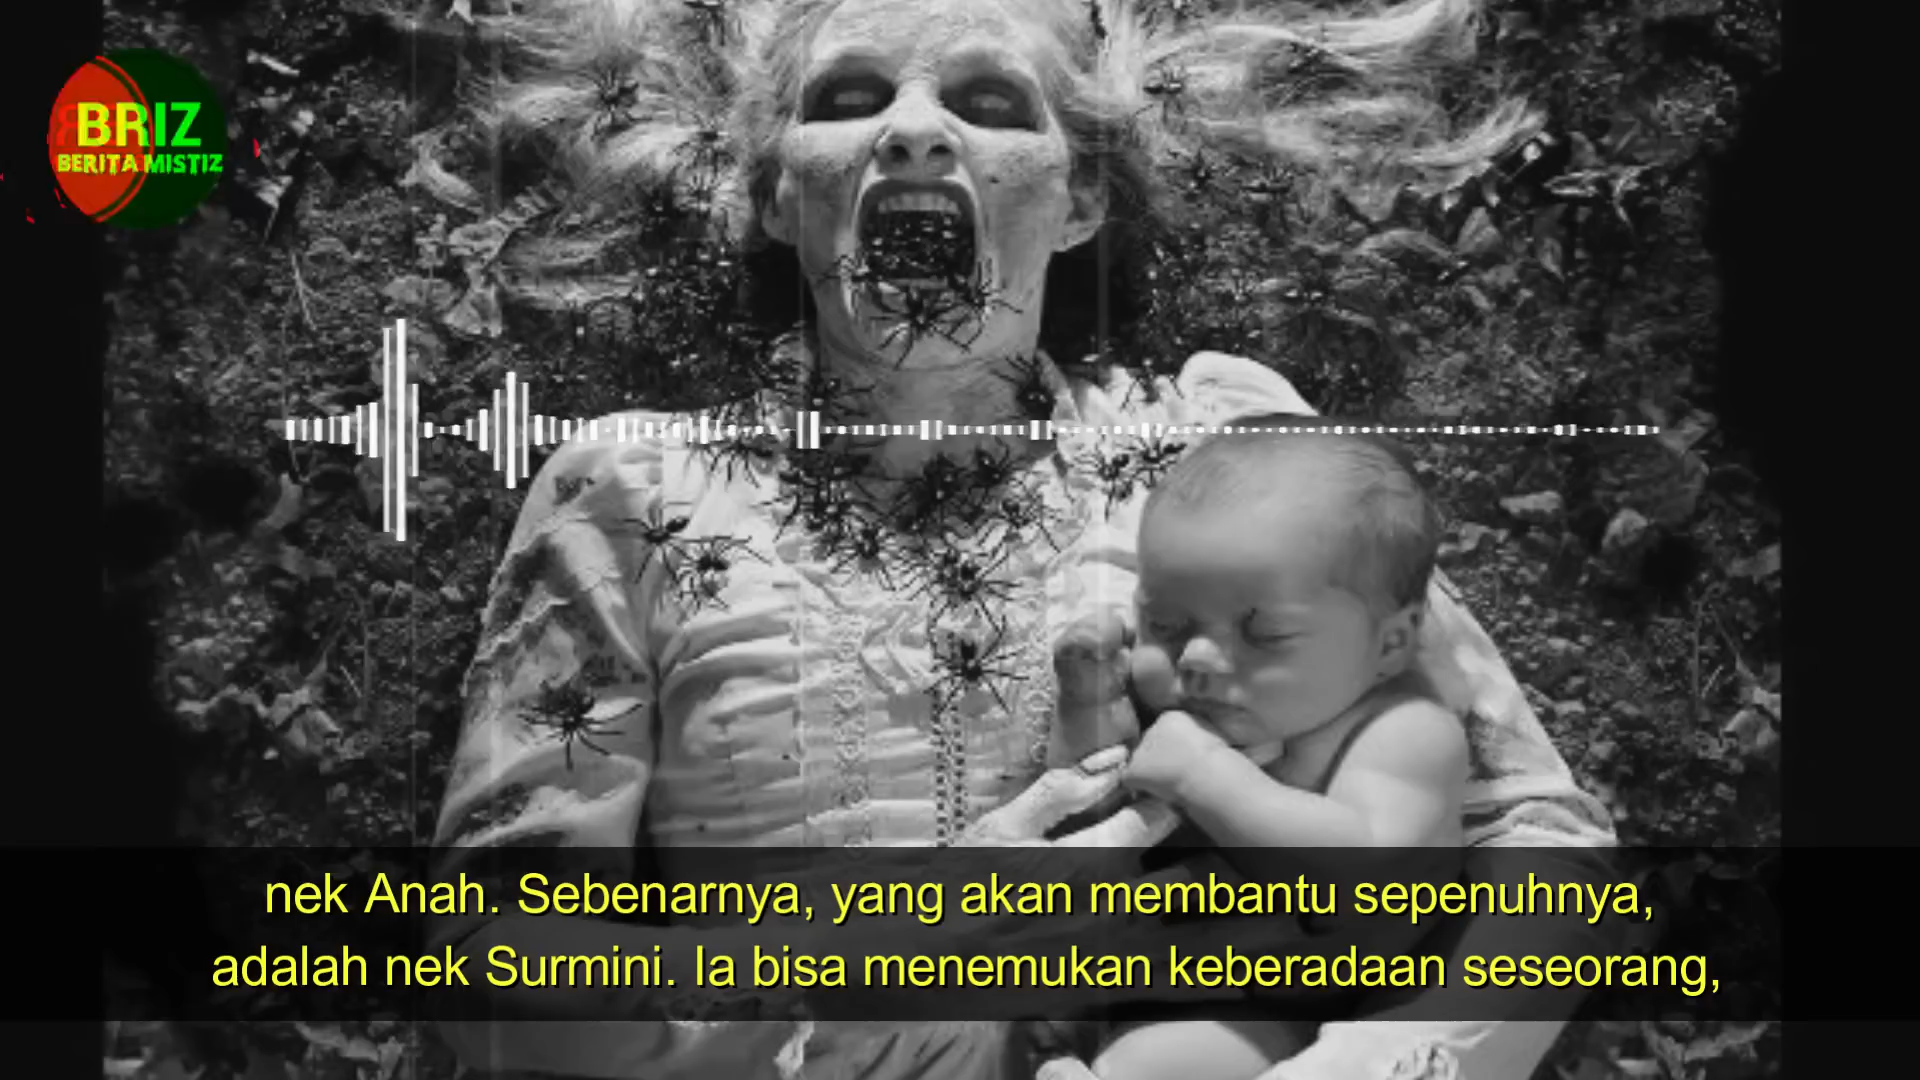 BRIZ
BERITA MISTIZ
nek Anah. Sebenarnya, yang akan membantu sepenuhnya,
adalah nek Surmini. Ia bisa menemukan keberadaan seseorang,